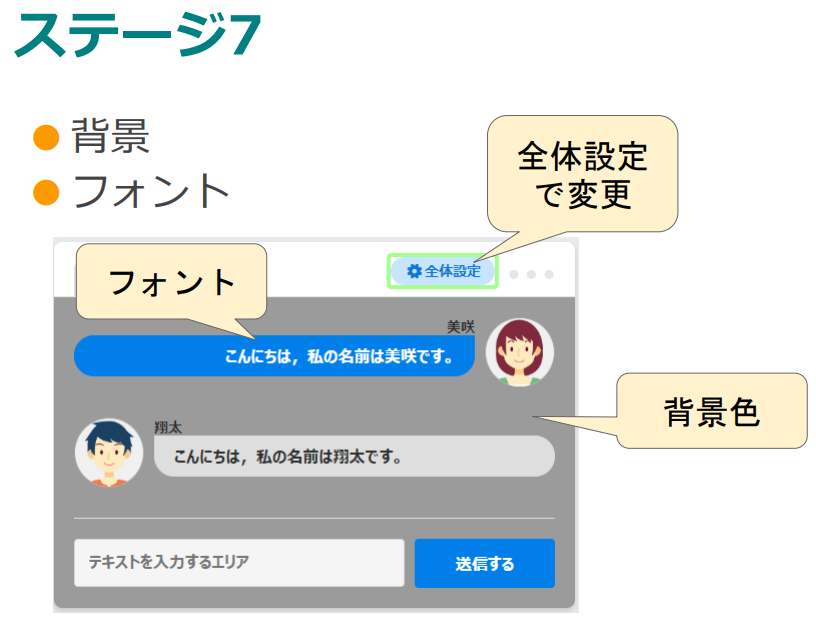 ステージ7
背景
フォント
全体設定
で変更
フォント
全体設定
美咲
こんにちは，私の名前は美咲です。
背景色
翔太
こんにちは，私の名前は翔太です。
テキストを入力するエリア
送信する